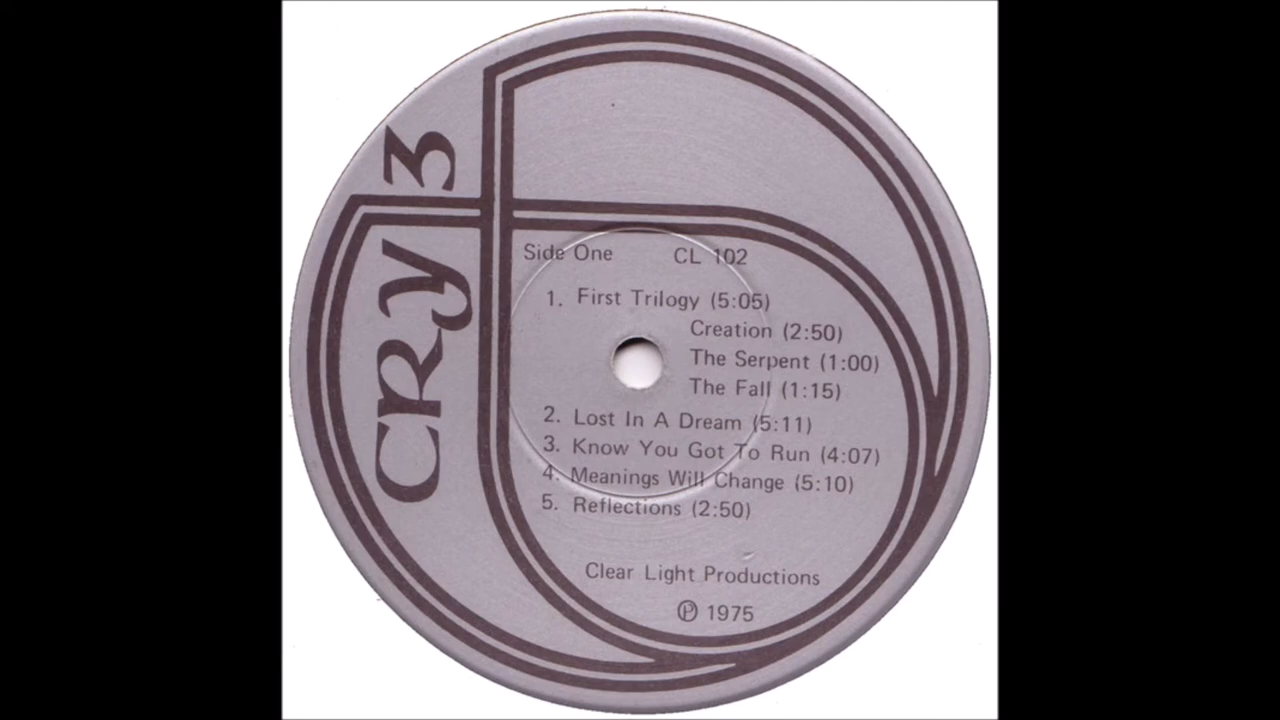 CRY 3
Side One CL 102
1. First Trilogy (5:05)
Creation (2:50)
The Serpent (1:00)
The Fall (1:15)
2. Lost In A Dream (5:11)
3. Know You Got To Run (4:07)
4. Meanings Will Change (5:10)
5. Reflections (2:50)
Clear Light Productions
℗ 1975